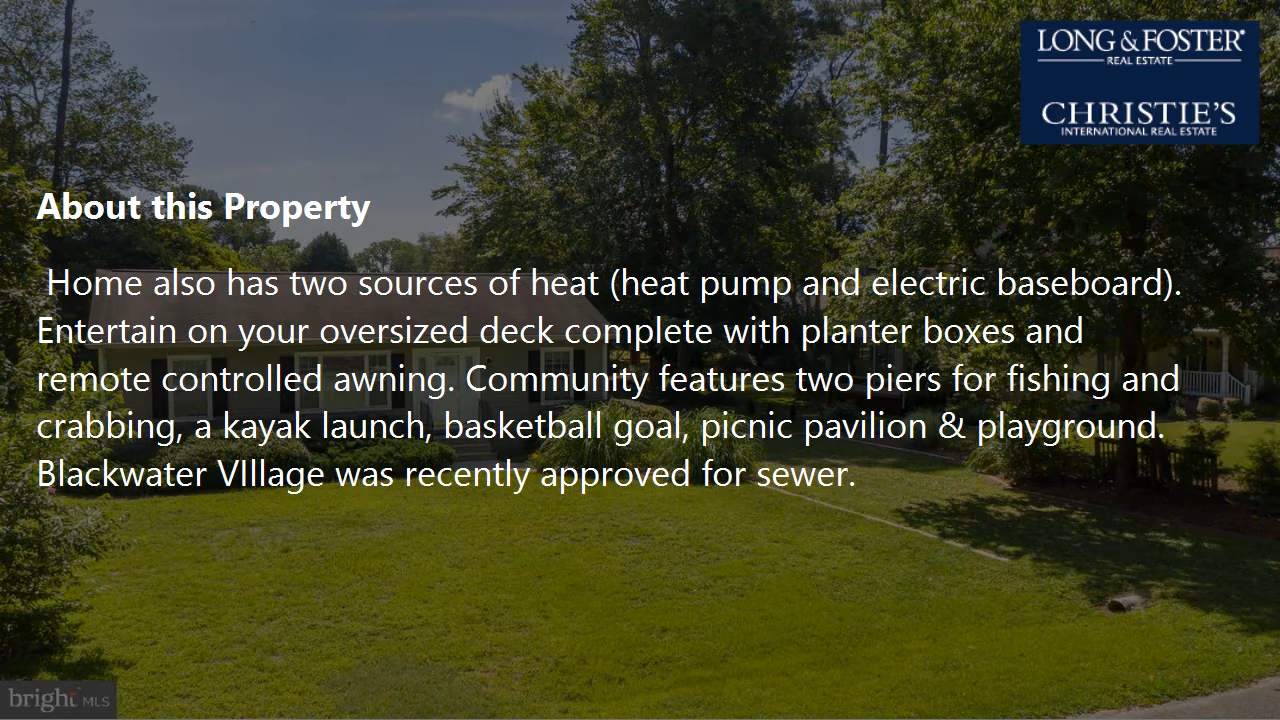 LONG & FOSTER®
REAL ESTATE
CHRISTIE'S
INTERNATIONAL REAL ESTATE
About this Property
Home also has two sources of heat (heat pump and electric baseboard).
Entertain on your oversized deck complete with planter boxes and
remote controlled awning. Community features two piers for fishing and
crabbing, a kayak launch, basketball goal, picnic pavilion & playground.
Blackwater VIllage was recently approved for sewer.
bright MLS